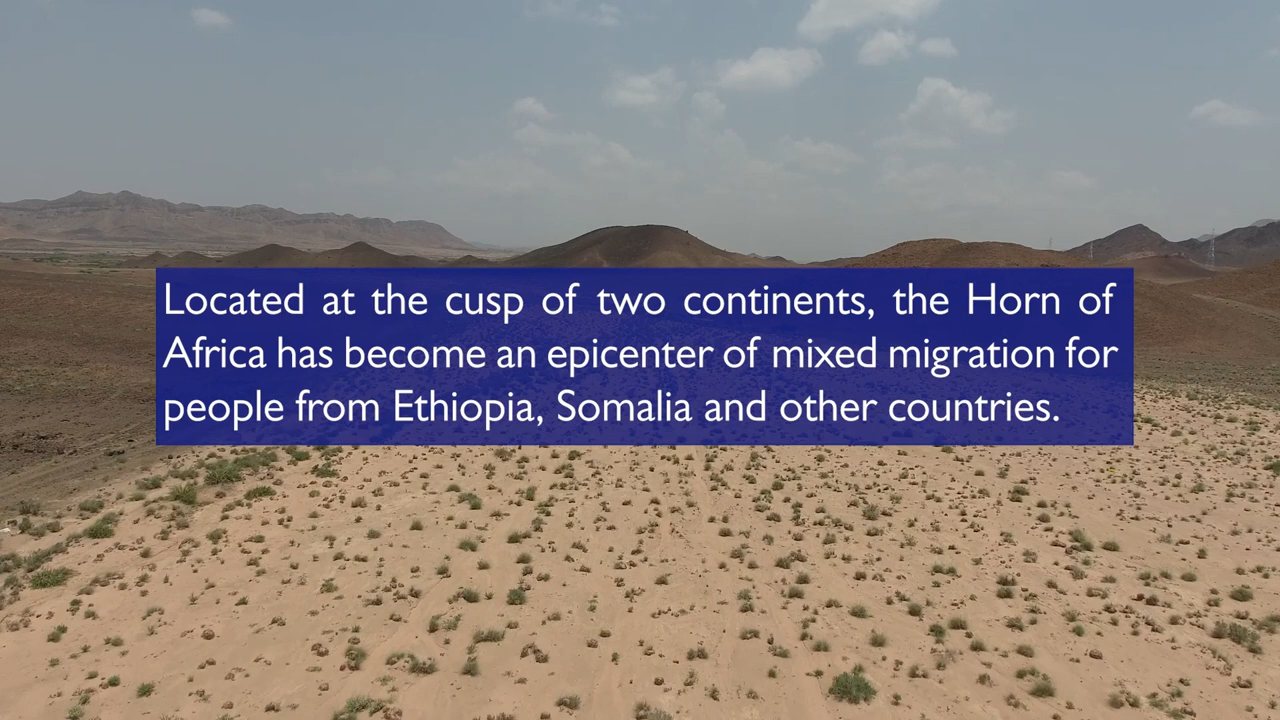 Located at the cusp of two continents, the Horn of
Africa has become an epicenter of mixed migration for
people from Ethiopia, Somalia and other countries.